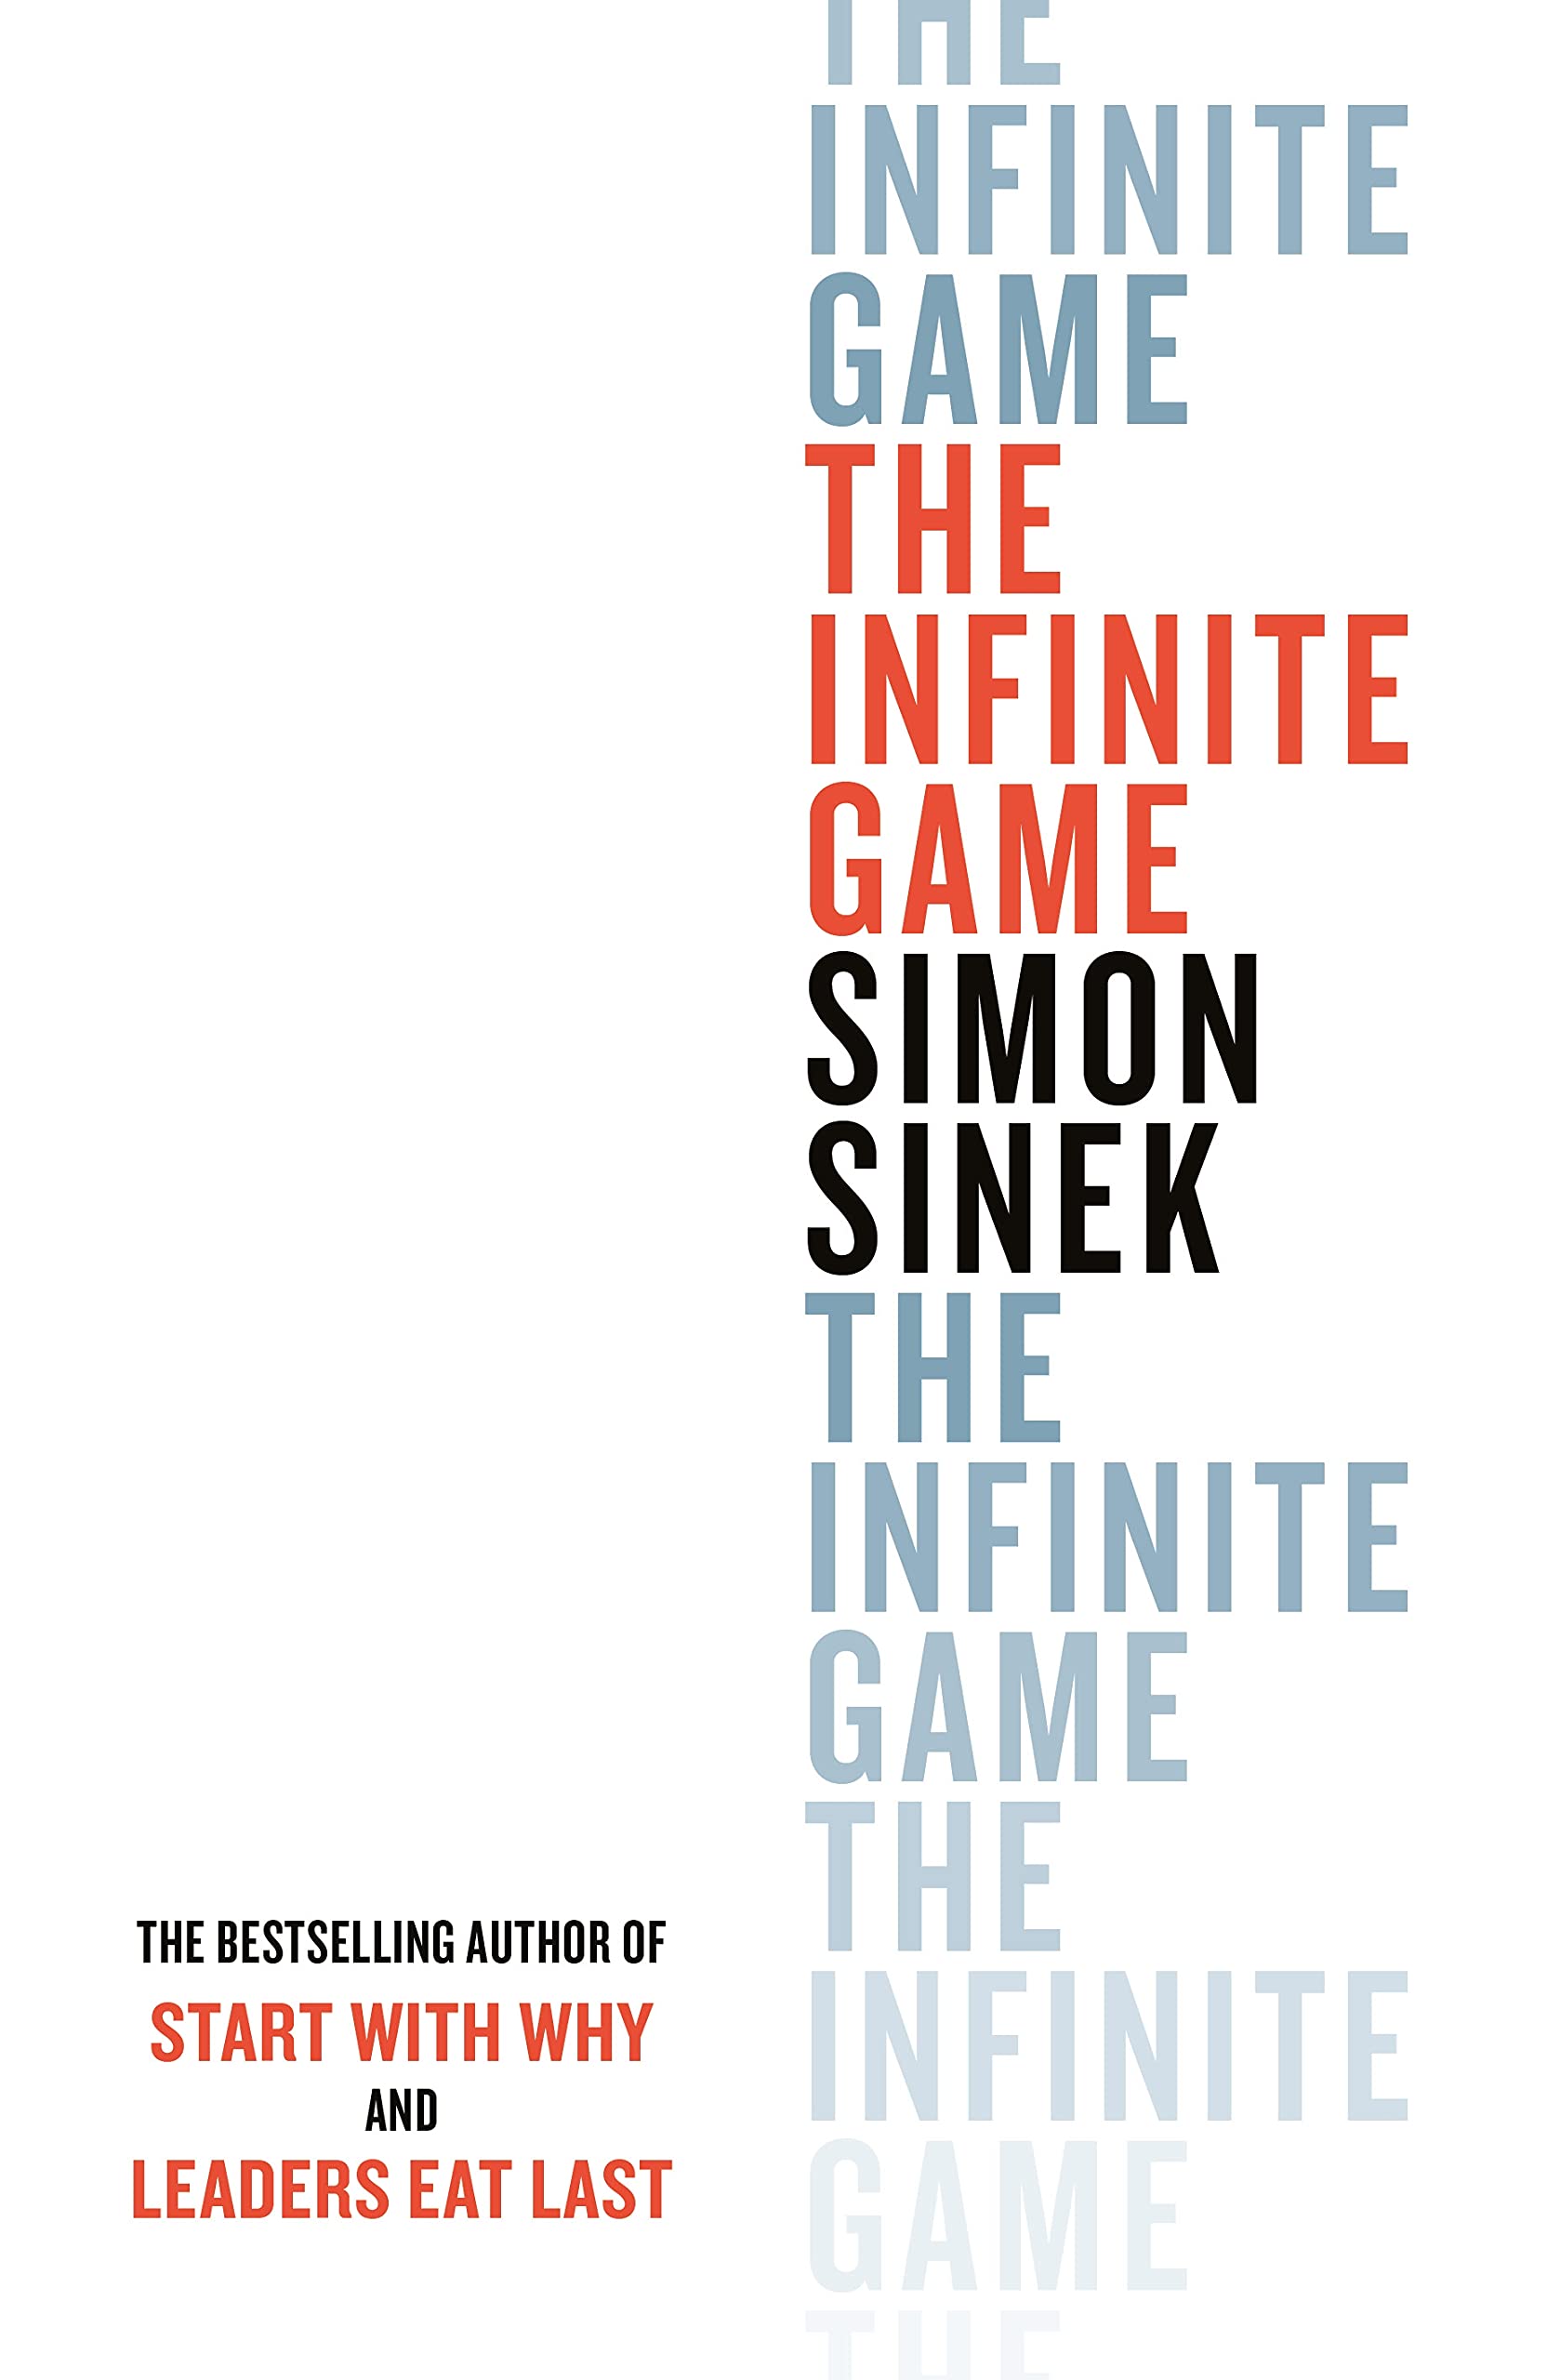 THE
INFINITE
GAME
THE
INFINITE
GAME
SIMON
SINEK
THE
INFINITE
GAME
THE
INFINITE
GAME
THE
THE BESTSELLING AUTHOR OF
START WITH WHY
AND
LEADERS EAT LAST